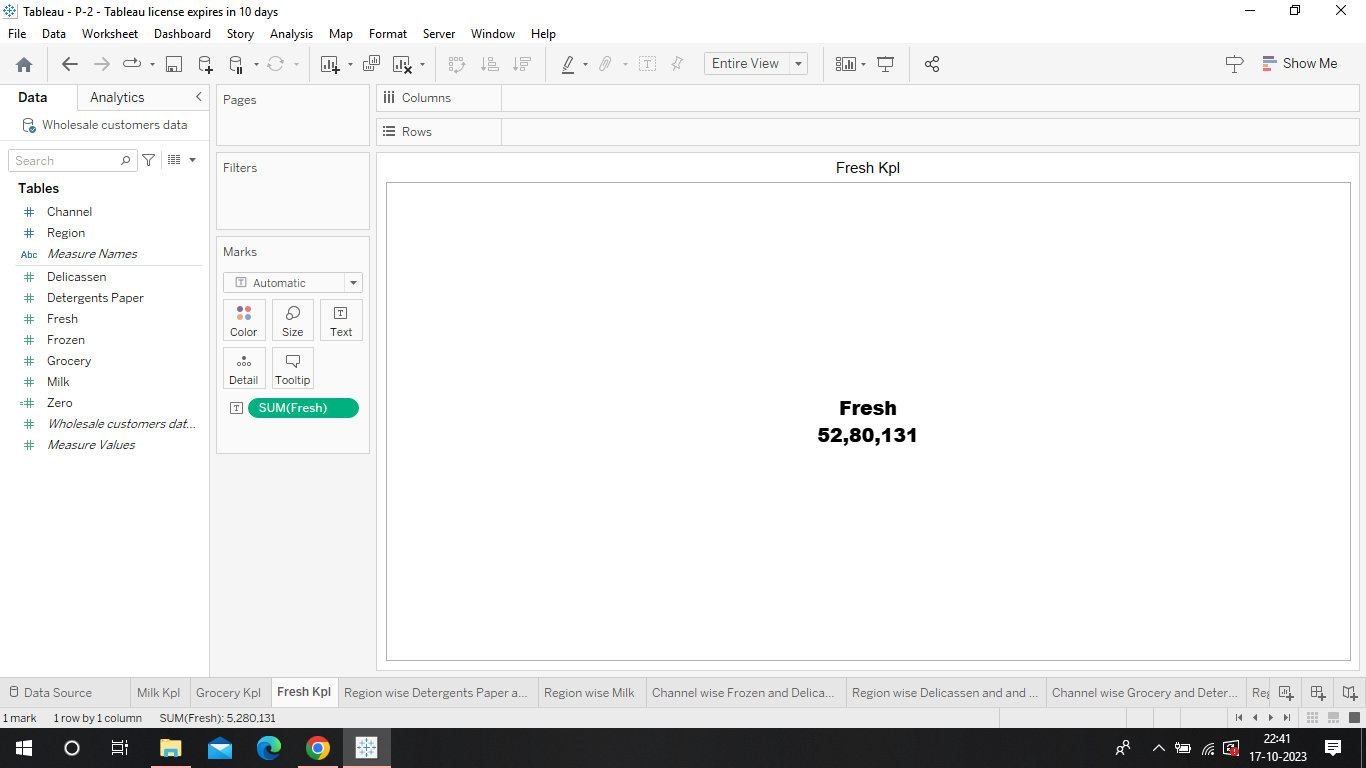 Tableau - P-2 - Tableau license expires in 10 days
File Data Worksheet Dashboard Story Analysis Map Format Server Window Help
Entire View
Show Me
Data Analytics
Wholesale customers data
Search
Tables
Channel
Region
Abc Measure Names
Delicassen
Detergents Paper
Fresh
Frozen
Grocery
Milk
Zero
Wholesale customers dat...
Measure Values
Pages
Filters
Marks
T Automatic
Color Size Text
Detail Tooltip
T SUM(Fresh)
Columns
Rows
Fresh Kpl
Fresh
52,80,131
Data Source Milk Kpl Grocery Kpl Fresh Kpl Region wise Detergents Paper a... Region wise Milk Channel wise Frozen and Delica... Region wise Delicassen and and ... Channel wise Grocery and Deter... Reg
1 mark 1 row by 1 column SUM(Fresh): 5,280,131
22:41
17-10-2023